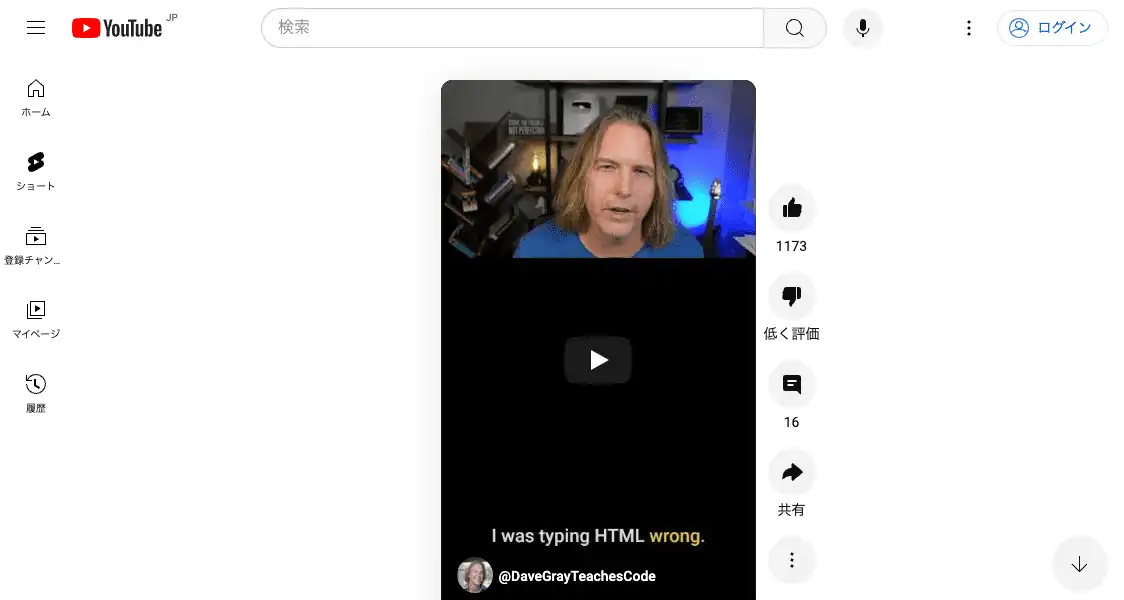 YouTube JP
検索
ログイン
ホーム
ショート
登録チャン...
マイページ
履歴
NOT PERFECTION
1173
低く評価
16
共有
I was typing HTML wrong.
@DaveGrayTeachesCode